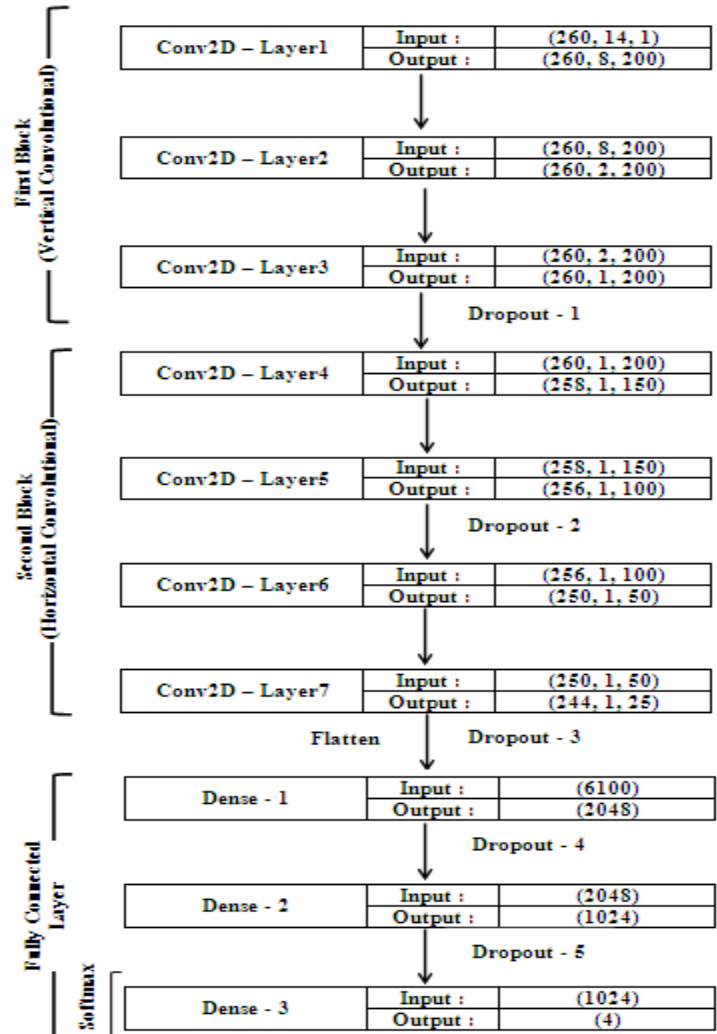 First Block
(Vertical Convolutional)
Conv2D – Layer1
Input :
(260, 14, 1)
Output :
(260, 8, 200)
Conv2D – Layer2
Input :
(260, 8, 200)
Output :
(260, 2, 200)
Conv2D – Layer3
Input :
(260, 2, 200)
Output :
(260, 1, 200)
Dropout - 1
Second Block
(Horizontal Convolutional)
Conv2D – Layer4
Input :
(260, 1, 200)
Output :
(258, 1, 150)
Conv2D – Layer5
Input :
(258, 1, 150)
Output :
(256, 1, 100)
Dropout - 2
Conv2D – Layer6
Input :
(256, 1, 100)
Output :
(250, 1, 50)
Conv2D – Layer7
Input :
(250, 1, 50)
Output :
(244, 1, 25)
Flatten
Dropout - 3
Fully Connected
Layer
Dense - 1
Input :
(6100)
Output :
(2048)
Dropout - 4
Dense - 2
Input :
(2048)
Output :
(1024)
Dropout - 5
Softmax
Dense - 3
Input :
(1024)
Output :
(4)